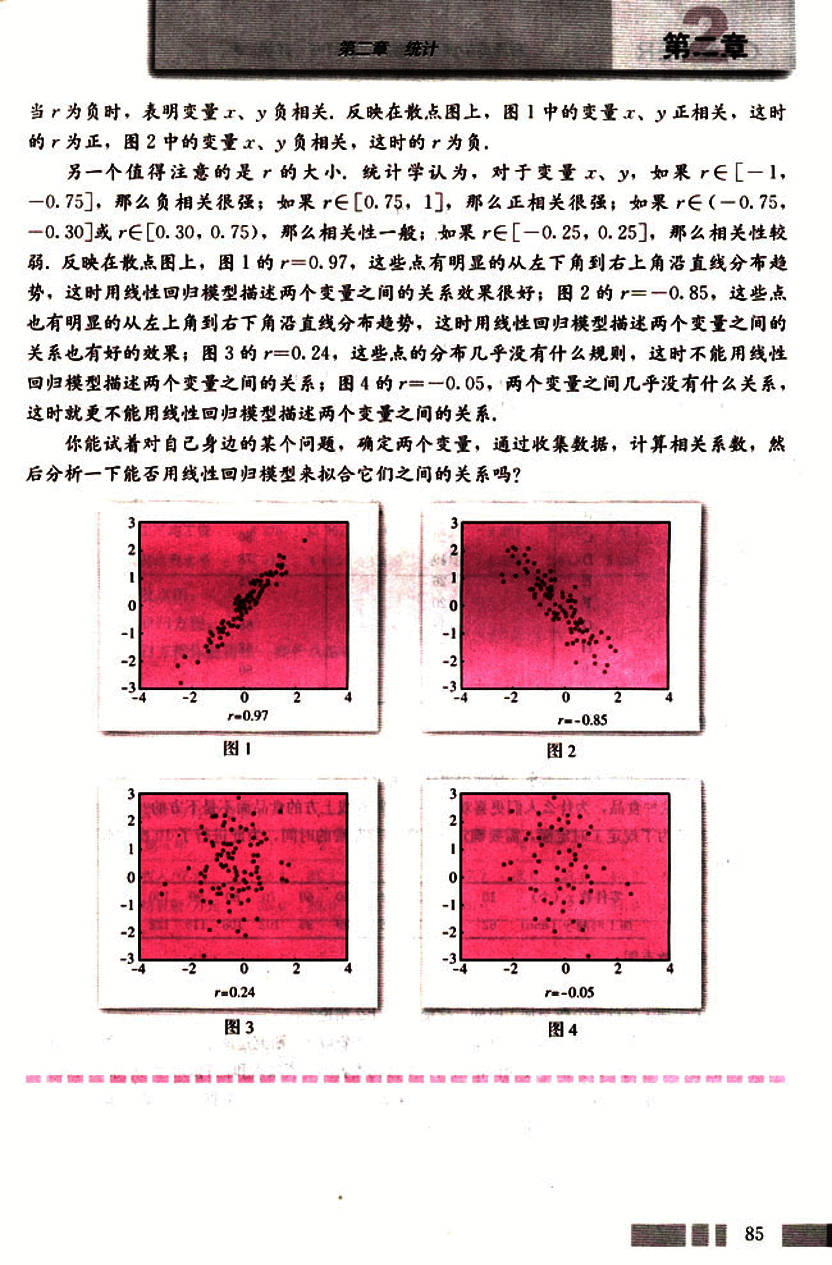 第二章 统计
第二章
当 r 为负时，表明变量 x、y 负相关．反映在散点图上，图 1 中的变量 x、y 正相关，这时
的 r 为正，图 2 中的变量 x、y 负相关，这时的 r 为负．
另一个值得注意的是 r 的大小．统计学认为，对于变量 x、y，如果 r∈[－1，
－0.75]，那么负相关很强；如果 r∈[0.75，1]，那么正相关很强；如果 r∈(－0.75，
－0.30]或 r∈[0.30，0.75)，那么相关性一般；如果 r∈[－0.25，0.25]，那么相关性较
弱．反映在散点图上，图 1 的 r=0.97，这些点有明显的从左下角到右上角沿直线分布趋
势，这时用线性回归模型描述两个变量之间的关系效果很好；图 2 的 r=－0.85，这些点
也有明显的从左上角到右下角沿直线分布趋势，这时用线性回归模型描述两个变量之间的
关系也有好的效果；图 3 的 r=0.24，这些点的分布几乎没有什么规则，这时不能用线性
回归模型描述两个变量之间的关系；图 4 的 r=－0.05，两个变量之间几乎没有什么关系，
这时就更不能用线性回归模型描述两个变量之间的关系．
你能试着对自己身边的某个问题，确定两个变量，通过收集数据，计算相关系数，然
后分析一下能否用线性回归模型来拟合它们之间的关系吗？
3
2
1
0
-1
-2
-3
-4 -2 0 2 4
r=0.97
图 1
3
2
1
0
-1
-2
-3
-4 -2 0 2 4
r=-0.85
图 2
3
2
1
0
-1
-2
-3
-4 -2 0 2 4
r=0.24
图 3
3
2
1
0
-1
-2
-3
-4 -2 0 2 4
r=-0.05
图 4
85